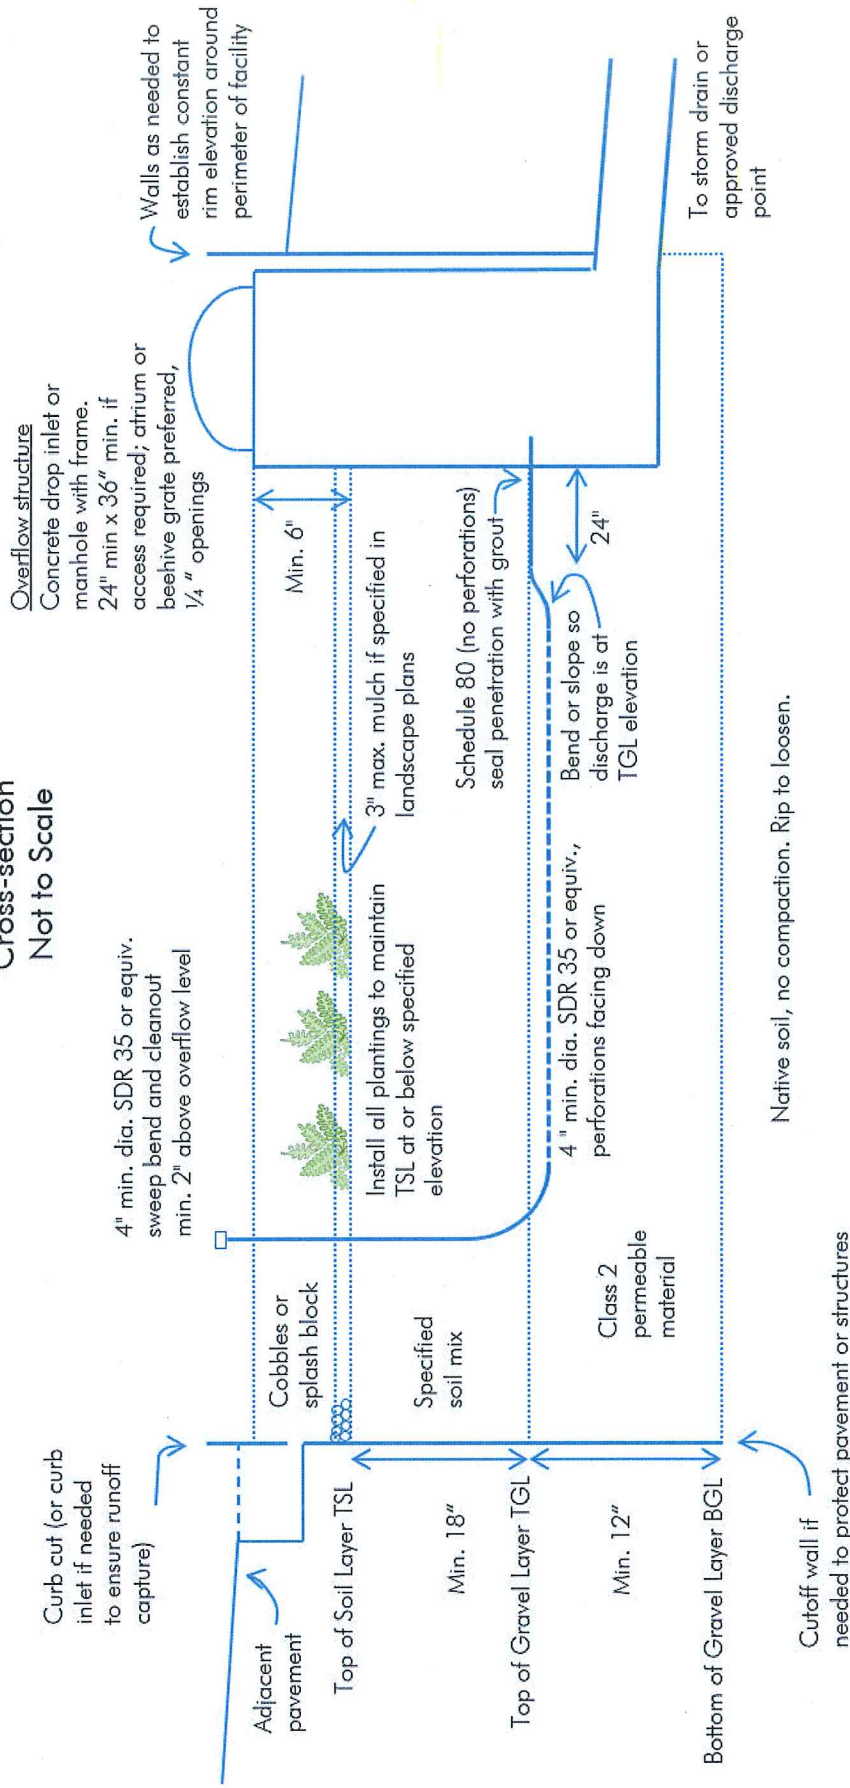 Cross-section
Not to Scale
Curb cut (or curb
inlet if needed
to ensure runoff
capture)
Adjacent
pavement
4" min. dia. SDR 35 or equiv.
sweep bend and cleanout
min. 2" above overflow level
Overflow structure
Concrete drop inlet or
manhole with frame.
24" min x 36" min. if
access required; atrium or
beehive grate preferred,
1/4 " openings
Walls as needed to
establish constant
rim elevation around
perimeter of facility
Cobbles or
splash block
Min. 6"
Top of Soil Layer TSL
Install all plantings to maintain
TSL at or below specified
elevation
3" max. mulch if specified in
landscape plans
Specified
soil mix
Min. 18"
Schedule 80 (no perforations)
seal penetration with grout
Top of Gravel Layer TGL
4 " min. dia. SDR 35 or equiv.,
perforations facing down
Bend or slope so
discharge is at
TGL elevation
24"
Class 2
permeable
material
Min. 12"
To storm drain or
approved discharge
point
Bottom of Gravel Layer BGL
Native soil, no compaction. Rip to loosen.
Cutoff wall if
needed to protect pavement or structures